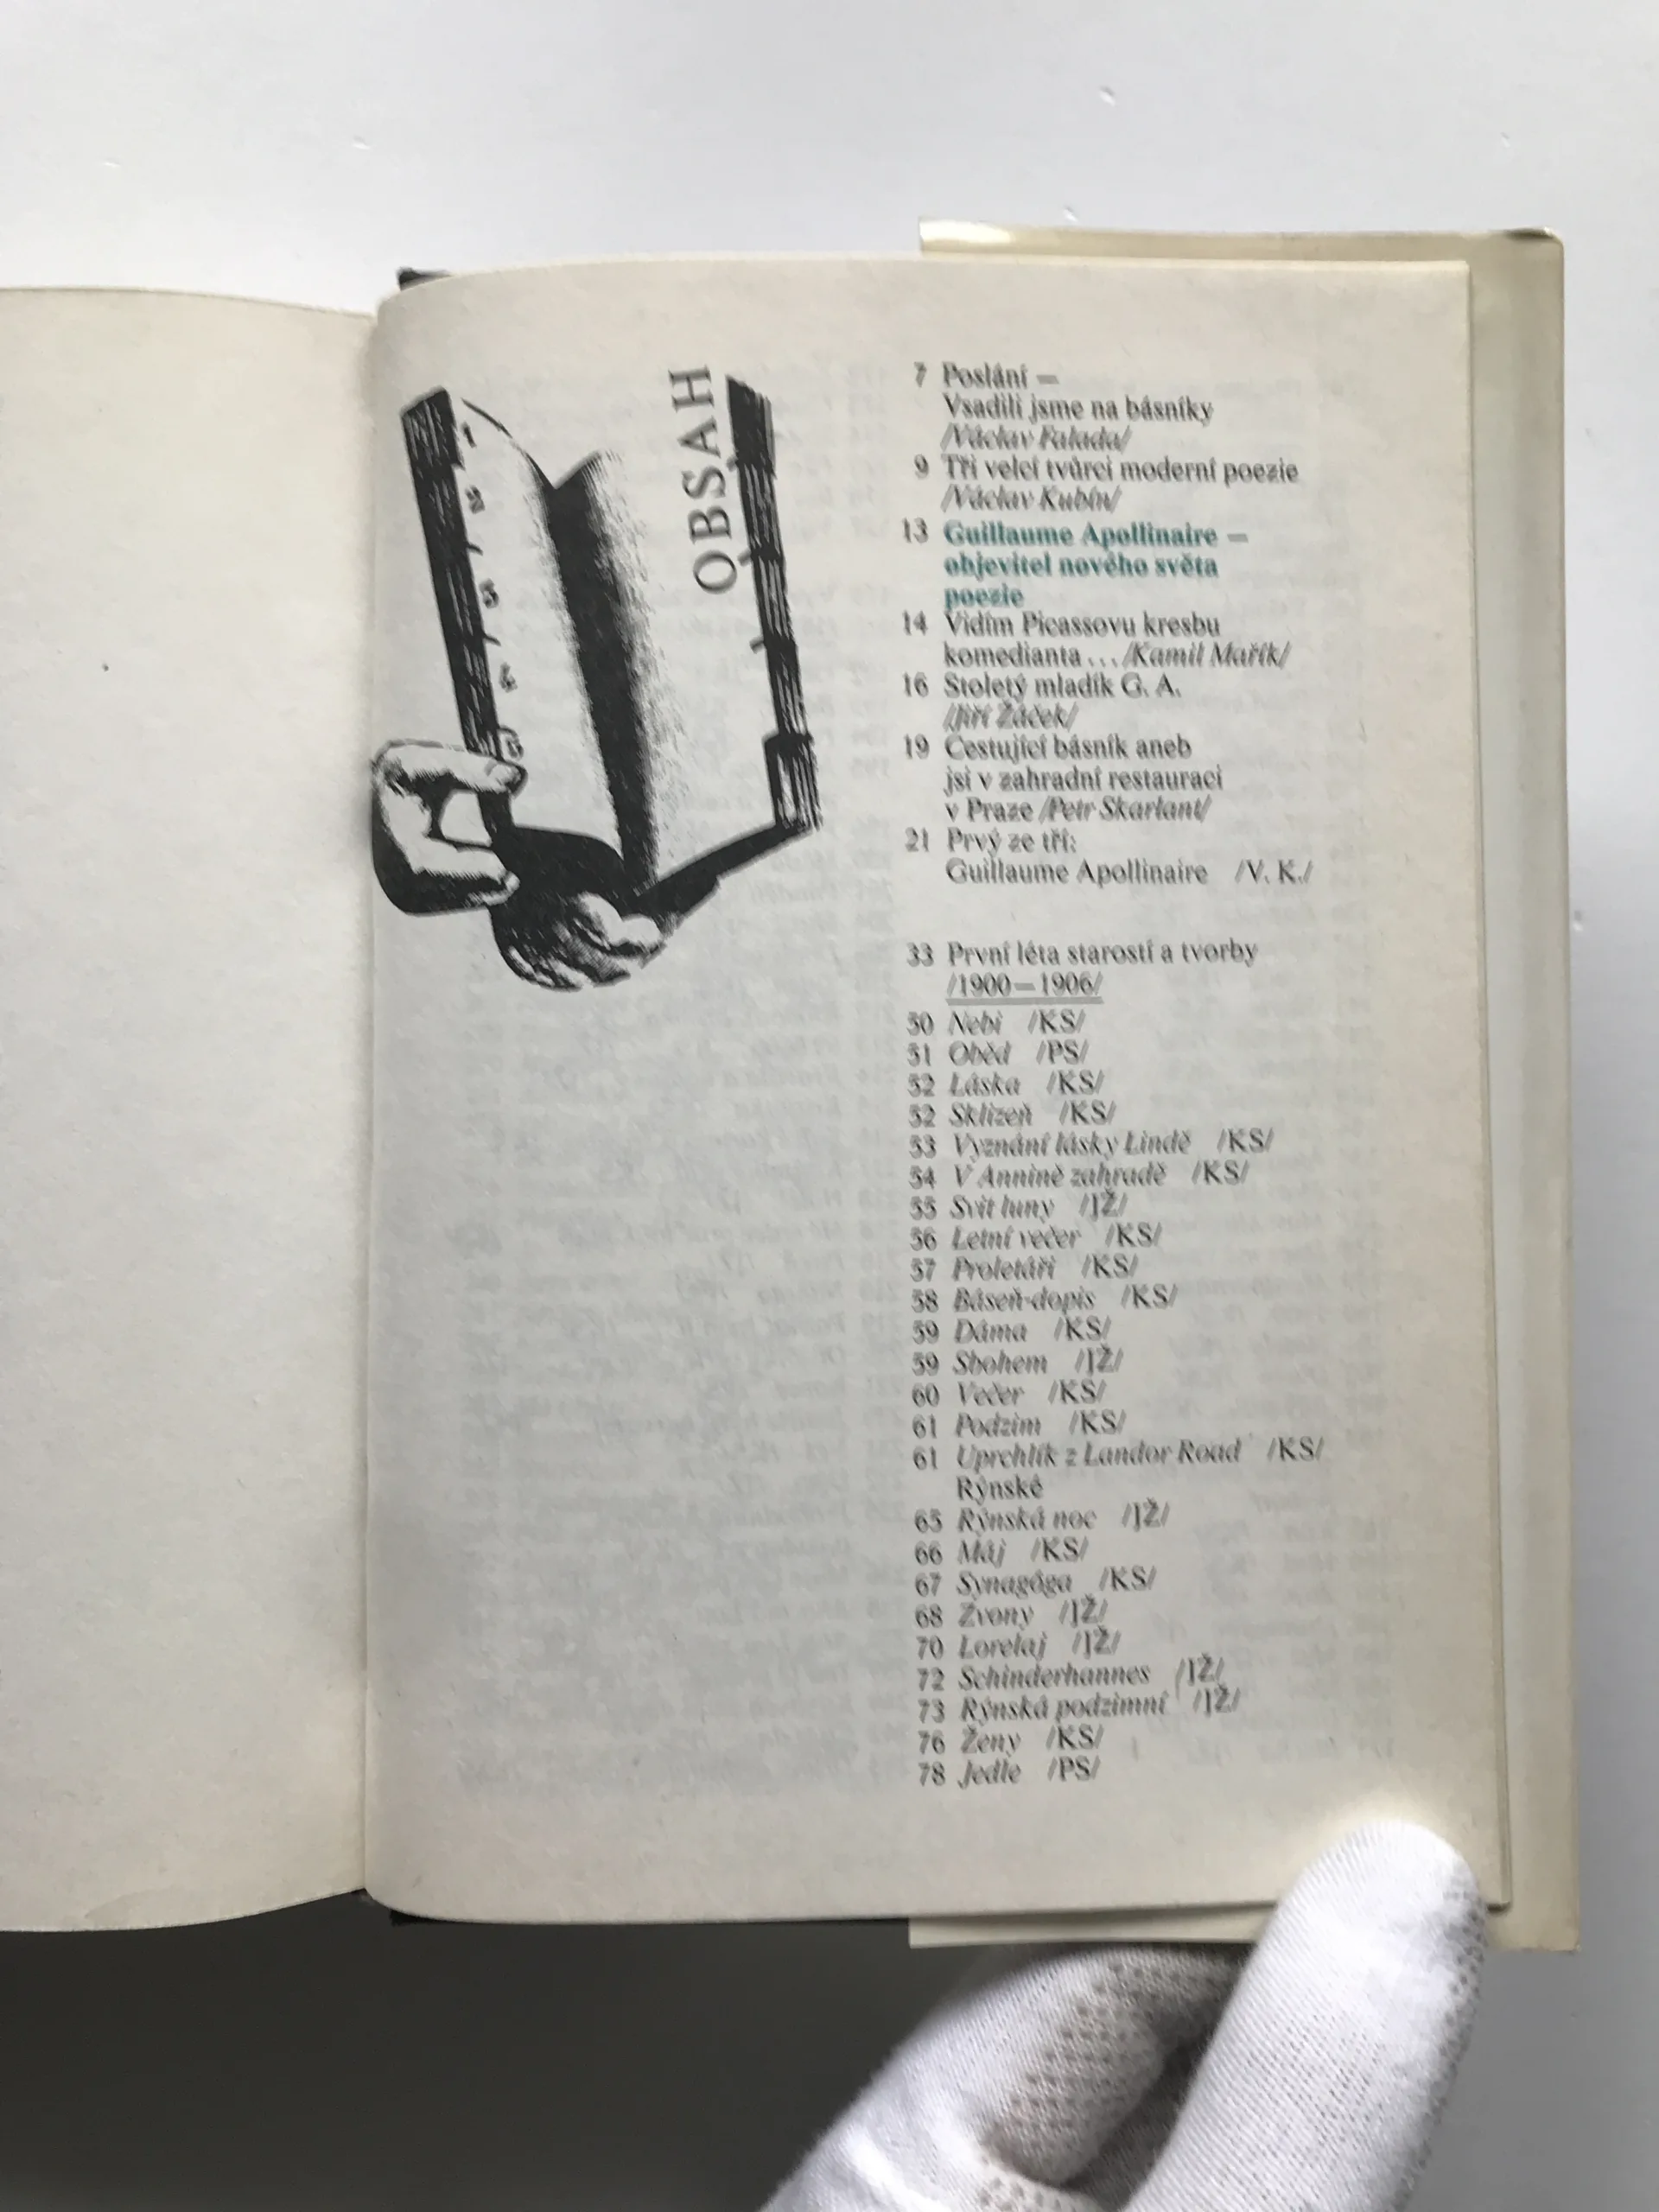 OBSAH
1
2
3
4
5
7 Poslání —
Vsadili jsme na básníky
/Václav Falada/
9 Tři velcí tvůrci moderní poezie
/Václav Kubín/
13 Guillaume Apollinaire —
objevitel nového světa
poezie
14 Vidím Picassovu kresbu
komedianta ... /Kamil Mařík/
16 Stoletý mladík G. A.
/Jiří Žáček/
19 Cestující básník aneb
jsi v zahradní restauraci
v Praze /Petr Skarlant/
21 Prvý ze tří:
Guillaume Apollinaire /V. K./
33 První léta starostí a tvorby
/1900—1906/
50 Nebi /KS/
51 Oběd /PS/
52 Láska /KS/
52 Sklizeň /KS/
53 Vyznání lásky Lindě /KS/
54 V Annině zahradě /KS/
55 Svit luny /JŽ/
56 Letní večer /KS/
57 Proletáři /KS/
58 Báseň-dopis /KS/
59 Dáma /KS/
59 Sbohem /JŽ/
60 Večer /KS/
61 Podzim /KS/
61 Uprchlík z Landor Road /KS/
Rýnské
65 Rýnská noc /JŽ/
66 Máj /KS/
67 Synagóga /KS/
68 Zvony /JŽ/
70 Lorelaj /JŽ/
72 Schinderhannes /JŽ/
73 Rýnská podzimní /JŽ/
76 Ženy /KS/
78 Jedle /PS/